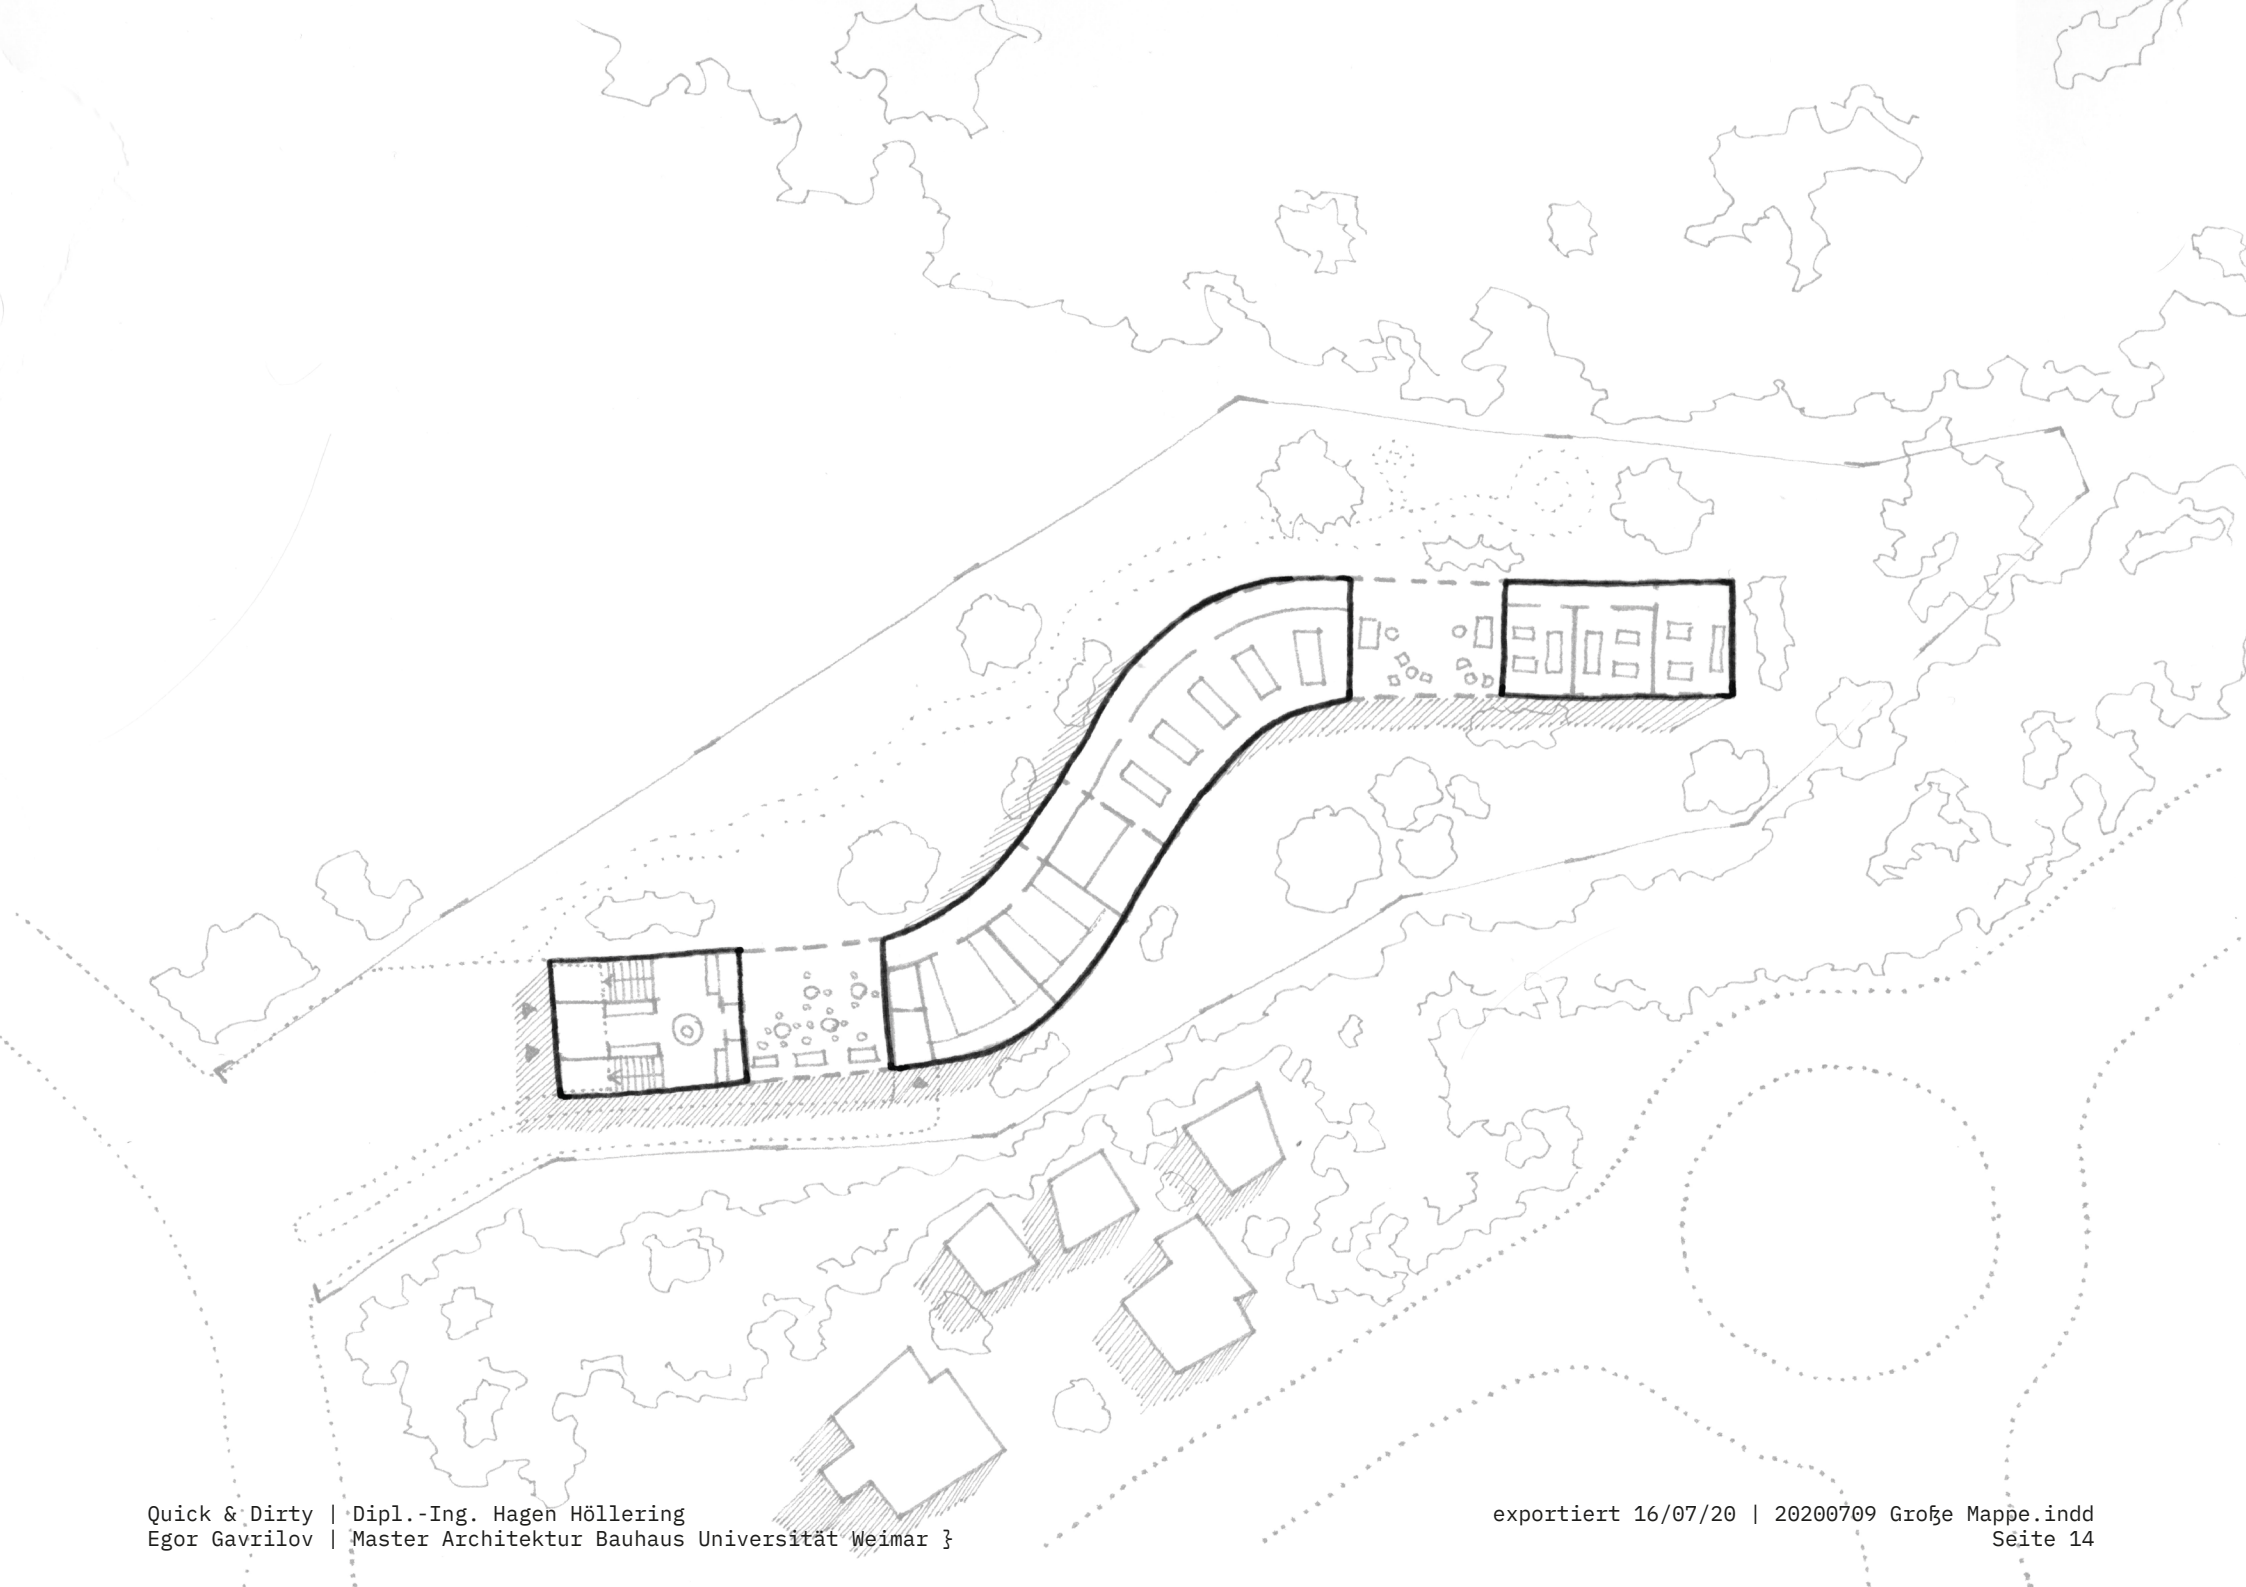 Quick & Dirty | Dipl.-Ing. Hagen Höllering
Egor Gavrilov | Master Architektur Bauhaus Universität Weimar }
exportiert 16/07/20 | 20200709 Große Mappe.indd
Seite 14